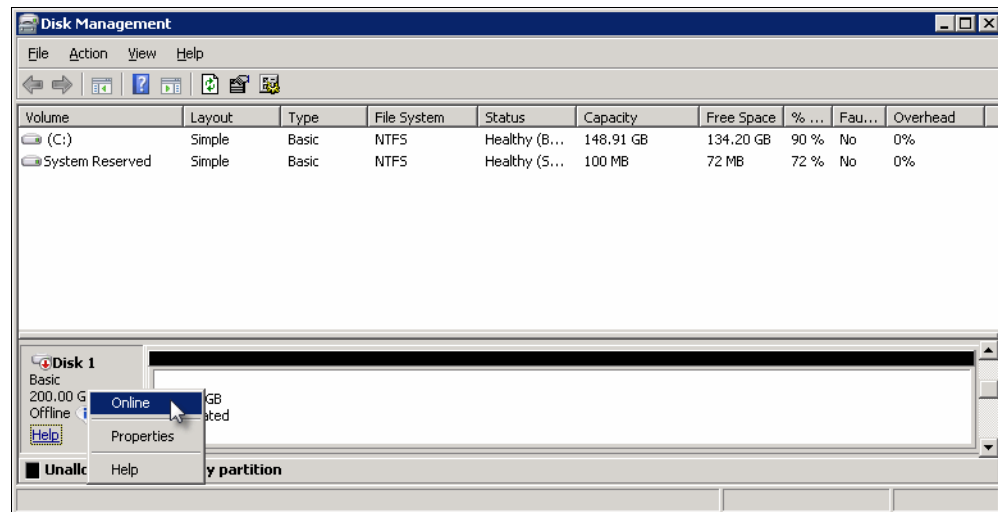 Disk Management
File Action View Help
Volume Layout Type File System Status Capacity Free Space % ... Fau... Overhead
(C:) Simple Basic NTFS Healthy (B... 148.91 GB 134.20 GB 90 % No 0%
System Reserved Simple Basic NTFS Healthy (S... 100 MB 72 MB 72 % No 0%
Disk 1
Basic
200.00 G GB
Offline ated
Help
Online
Properties
Help
Unallo y partition